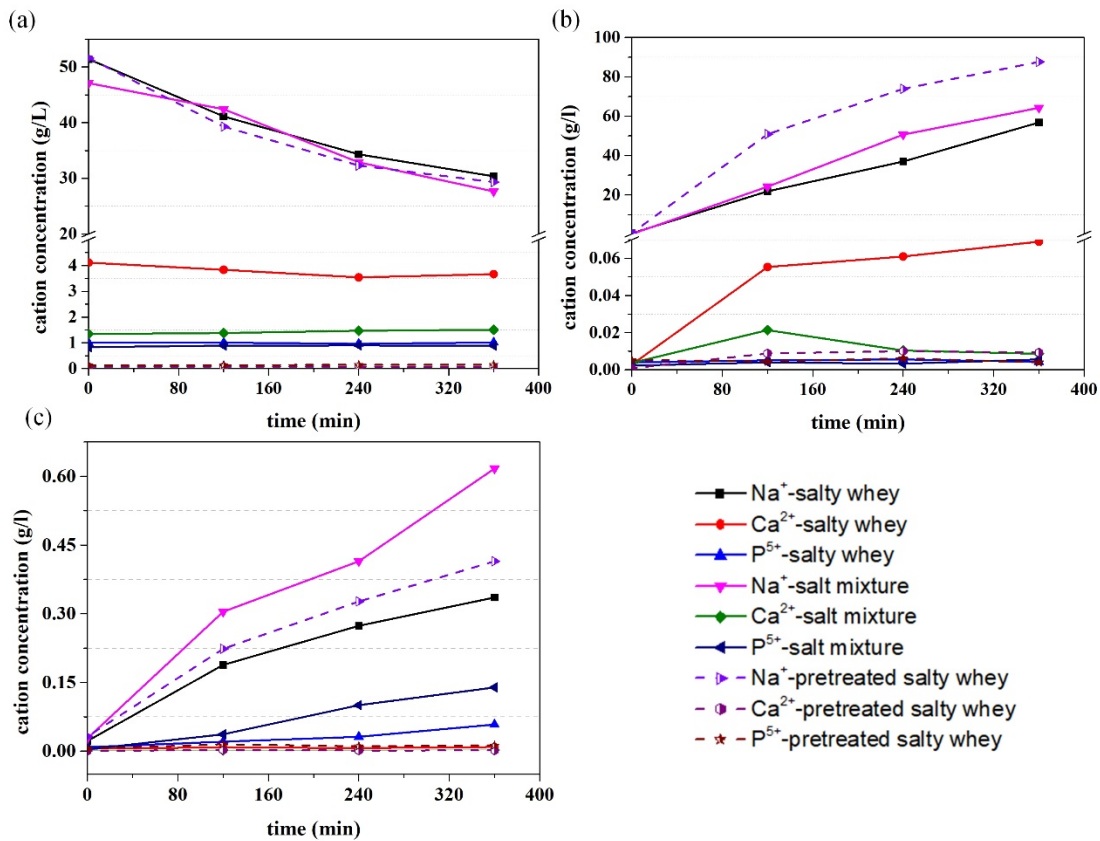 (a)
cation concentration (g/L)
50
40
30
20
4
3
2
1
0
0 80 160 240 320 400
time (min)
(b)
cation concentration (g/l)
100
80
60
40
20
0.06
0.04
0.02
0.00
0 80 160 240 320 400
time (min)
(c)
cation concentration (g/l)
0.60
0.45
0.30
0.15
0.00
0 80 160 240 320 400
time (min)
Na⁺-salty whey
Ca²⁺-salty whey
P⁵⁺-salty whey
Na⁺-salt mixture
Ca²⁺-salt mixture
P⁵⁺-salt mixture
Na⁺-pretreated salty whey
Ca²⁺-pretreated salty whey
P⁵⁺-pretreated salty whey